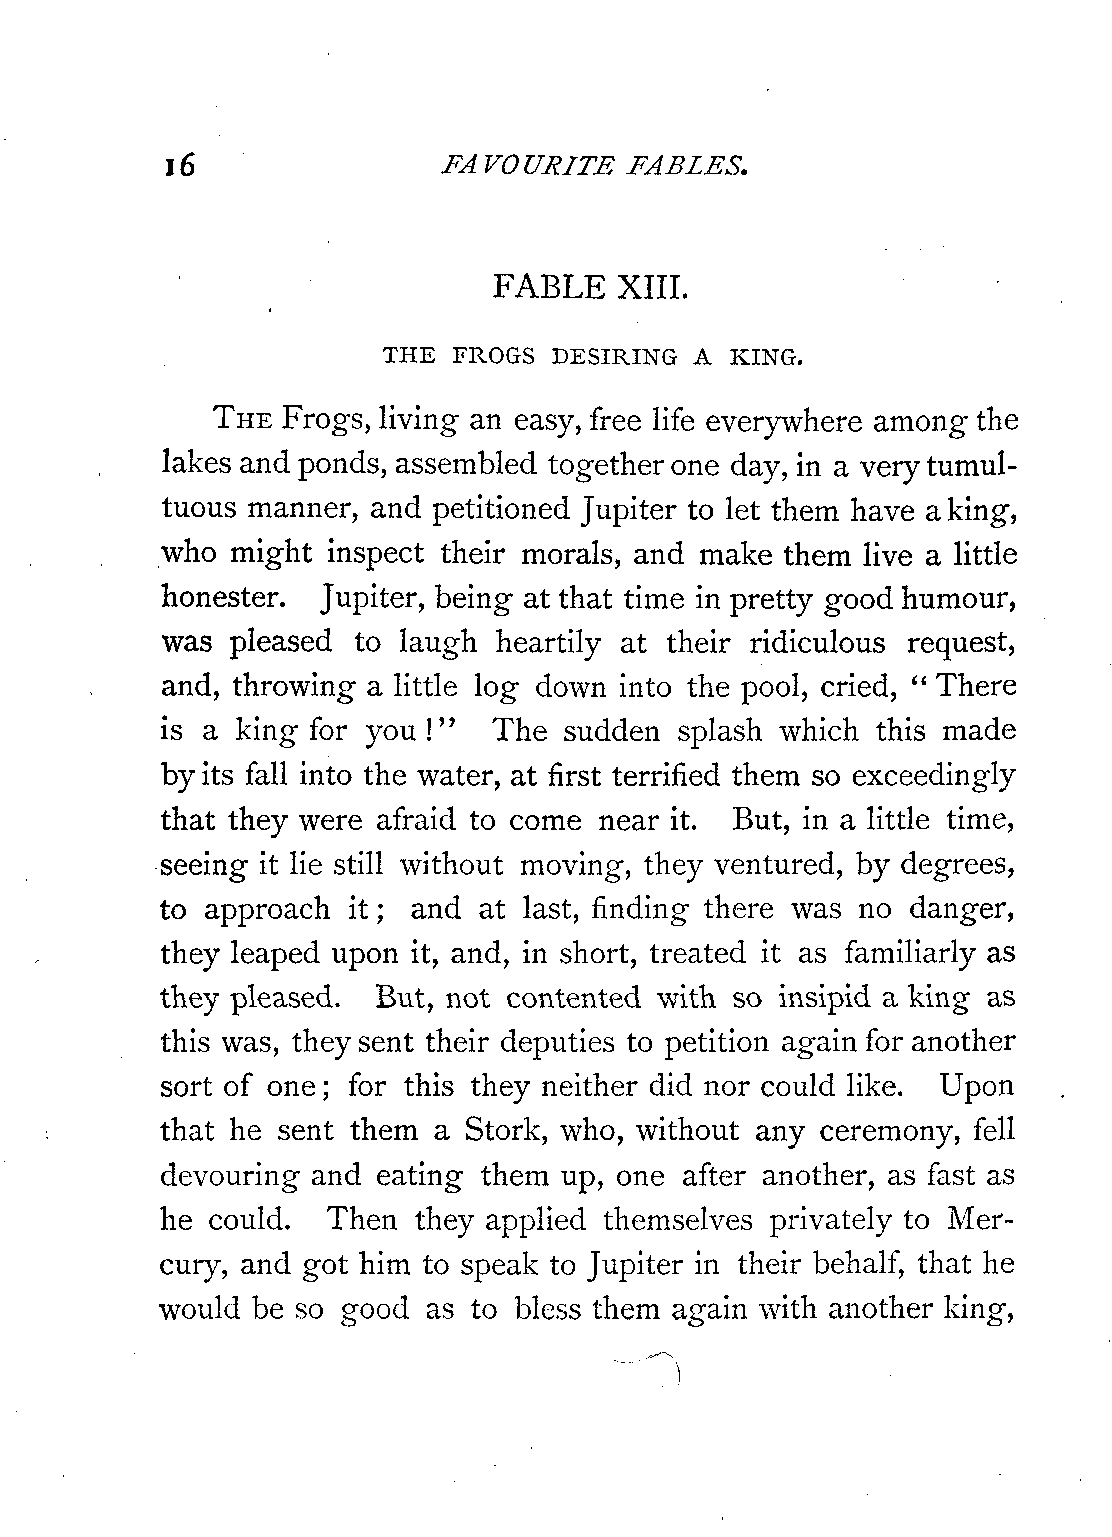 16 FAVOURITE FABLES.
FABLE XIII.
THE FROGS DESIRING A KING.
THE Frogs, living an easy, free life everywhere among the
lakes and ponds, assembled together one day, in a very tumul-
tuous manner, and petitioned Jupiter to let them have a king,
who might inspect their morals, and make them live a little
honester. Jupiter, being at that time in pretty good humour,
was pleased to laugh heartily at their ridiculous request,
and, throwing a little log down into the pool, cried, “ There
is a king for you !” The sudden splash which this made
by its fall into the water, at first terrified them so exceedingly
that they were afraid to come near it. But, in a little time,
seeing it lie still without moving, they ventured, by degrees,
to approach it ; and at last, finding there was no danger,
they leaped upon it, and, in short, treated it as familiarly as
they pleased. But, not contented with so insipid a king as
this was, they sent their deputies to petition again for another
sort of one ; for this they neither did nor could like. Upon
that he sent them a Stork, who, without any ceremony, fell
devouring and eating them up, one after another, as fast as
he could. Then they applied themselves privately to Mer-
cury, and got him to speak to Jupiter in their behalf, that he
would be so good as to bless them again with another king,